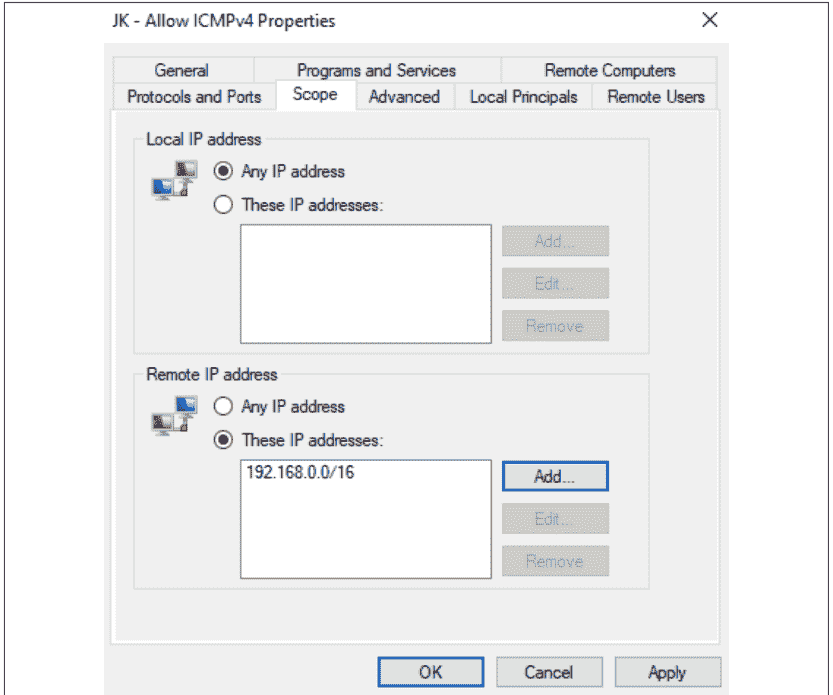 JK - Allow ICMPv4 Properties
General Programs and Services Remote Computers
Protocols and Ports Scope Advanced Local Principals Remote Users
Local IP address
Any IP address
These IP addresses:
Add...
Edit...
Remove
Remote IP address
Any IP address
These IP addresses:
192.168.0.0/16
Add...
Edit...
Remove
OK Cancel Apply